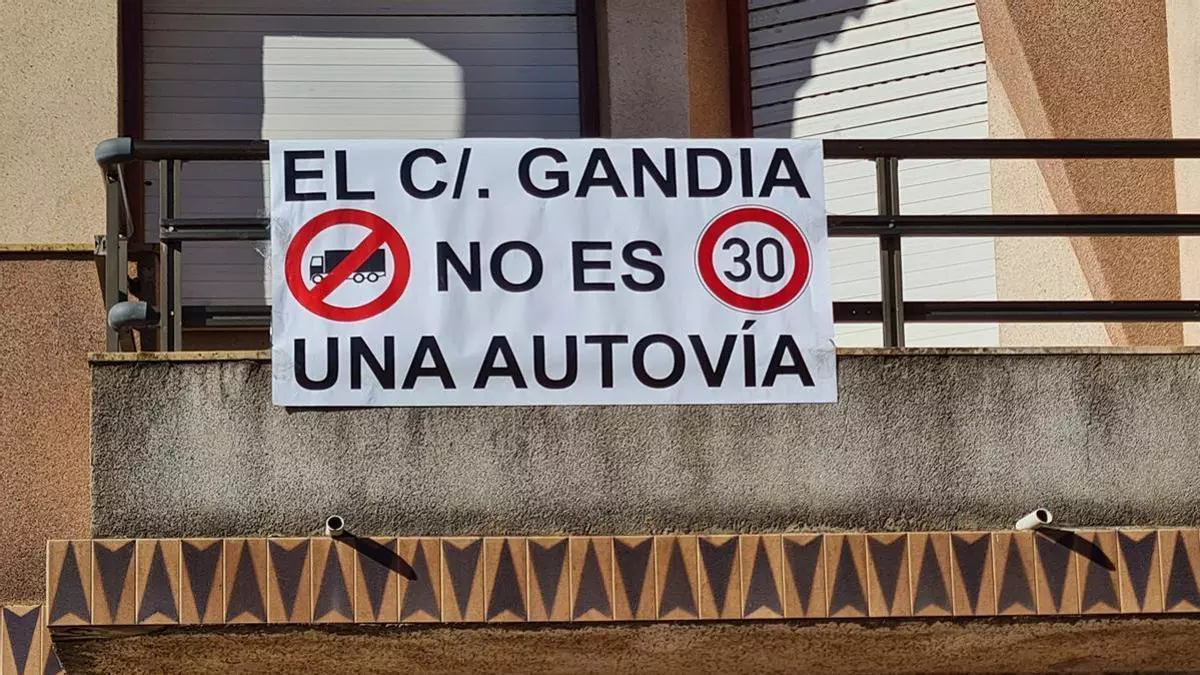 EL C/. GANDIA
NO ES 30
UNA AUTOVÍA